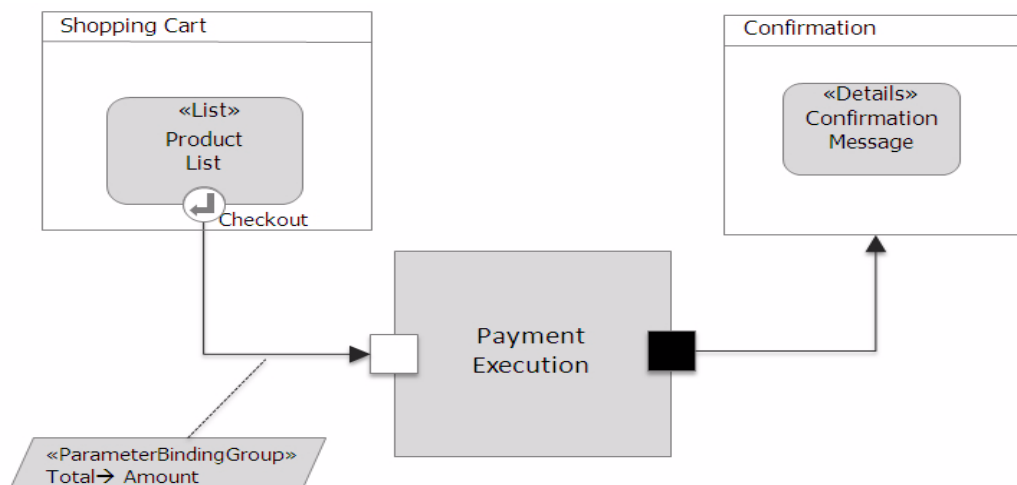 Shopping Cart
«List»
Product
List
Checkout
Confirmation
«Details»
Confirmation
Message
Payment
Execution
«ParameterBindingGroup»
Total→ Amount